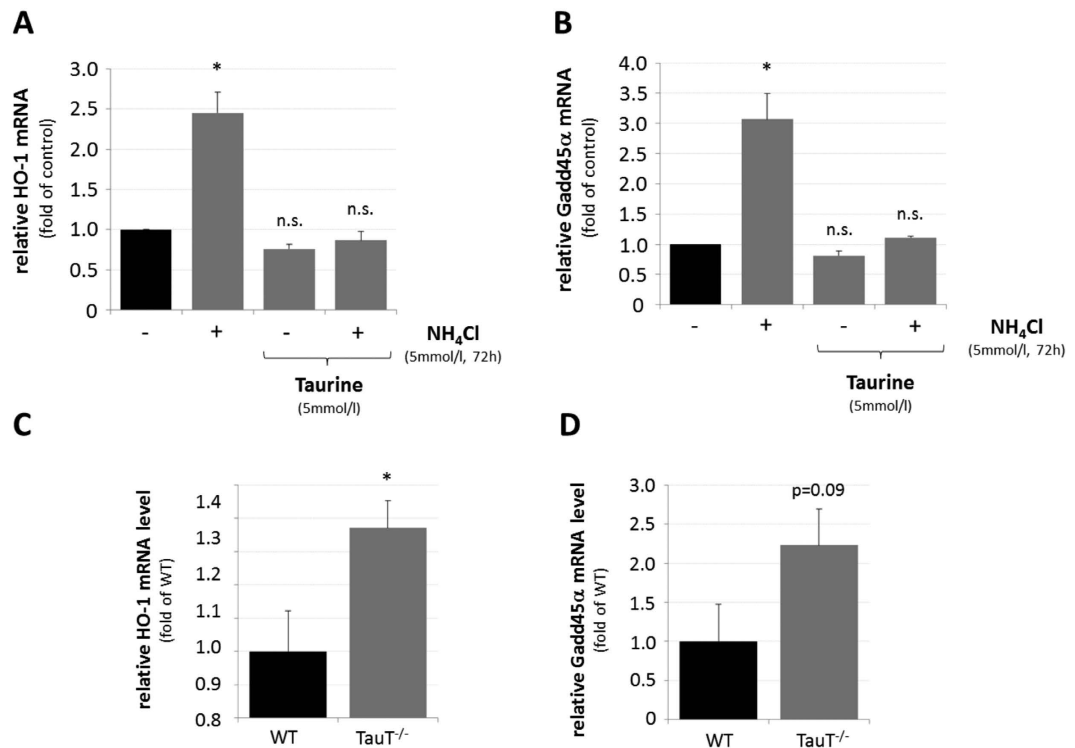 A
relative HO-1 mRNA
(fold of control)
3.0
2.5
2.0
1.5
1.0
0.5
0
*
n.s.
n.s.
- + - +
NH₄Cl
(5mmol/l, 72h)
Taurine
(5mmol/l)
B
relative Gadd45α mRNA
(fold of control)
4.0
3.5
3.0
2.5
2.0
1.5
1.0
0.5
0
*
n.s.
n.s.
- + - +
NH₄Cl
(5mmol/l, 72h)
Taurine
(5mmol/l)
C
relative HO-1 mRNA level
(fold of WT)
1.4
1.3
1.3
1.2
1.1
1.0
0.9
0.8
*
WT TauT⁻/⁻
D
relative Gadd45α mRNA level
(fold of WT)
3.0
2.5
2.0
1.5
1.0
0.5
0
p=0.09
WT TauT⁻/⁻